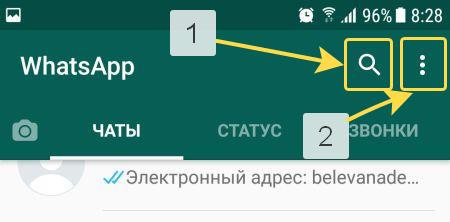 96% 8:28
1
WhatsApp
ЧАТЫ СТАТУС 2 ЗВОНКИ
Электронный адрес: belevanade…